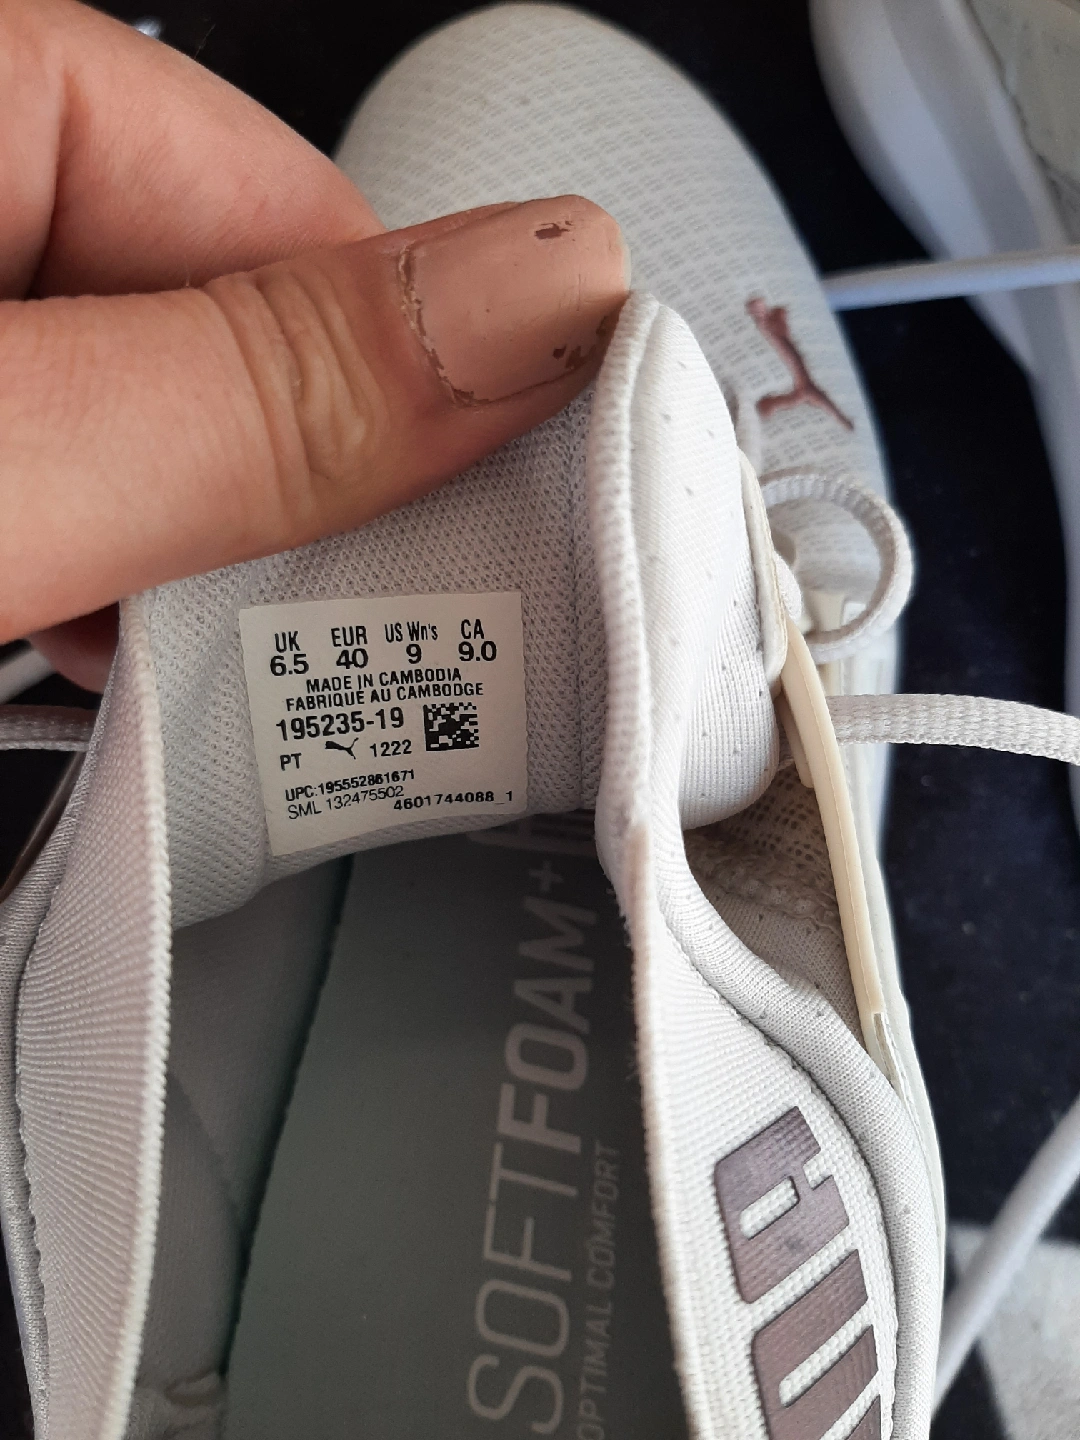 UK EUR US Wn's CA
6.5 40 9 9.0
MADE IN CAMBODIA
FABRIQUE AU CAMBODGE
195235-19
PT 1222
UPC:195552861671
SML 132475502
4601744088_1
SOFTFOAM+
OPTIMAL COMFORT